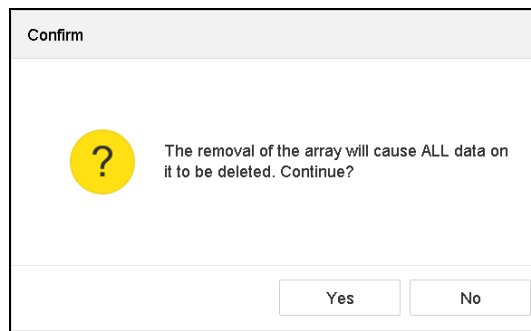 Confirm
?
The removal of the array will cause ALL data on
it to be deleted. Continue?
Yes
No